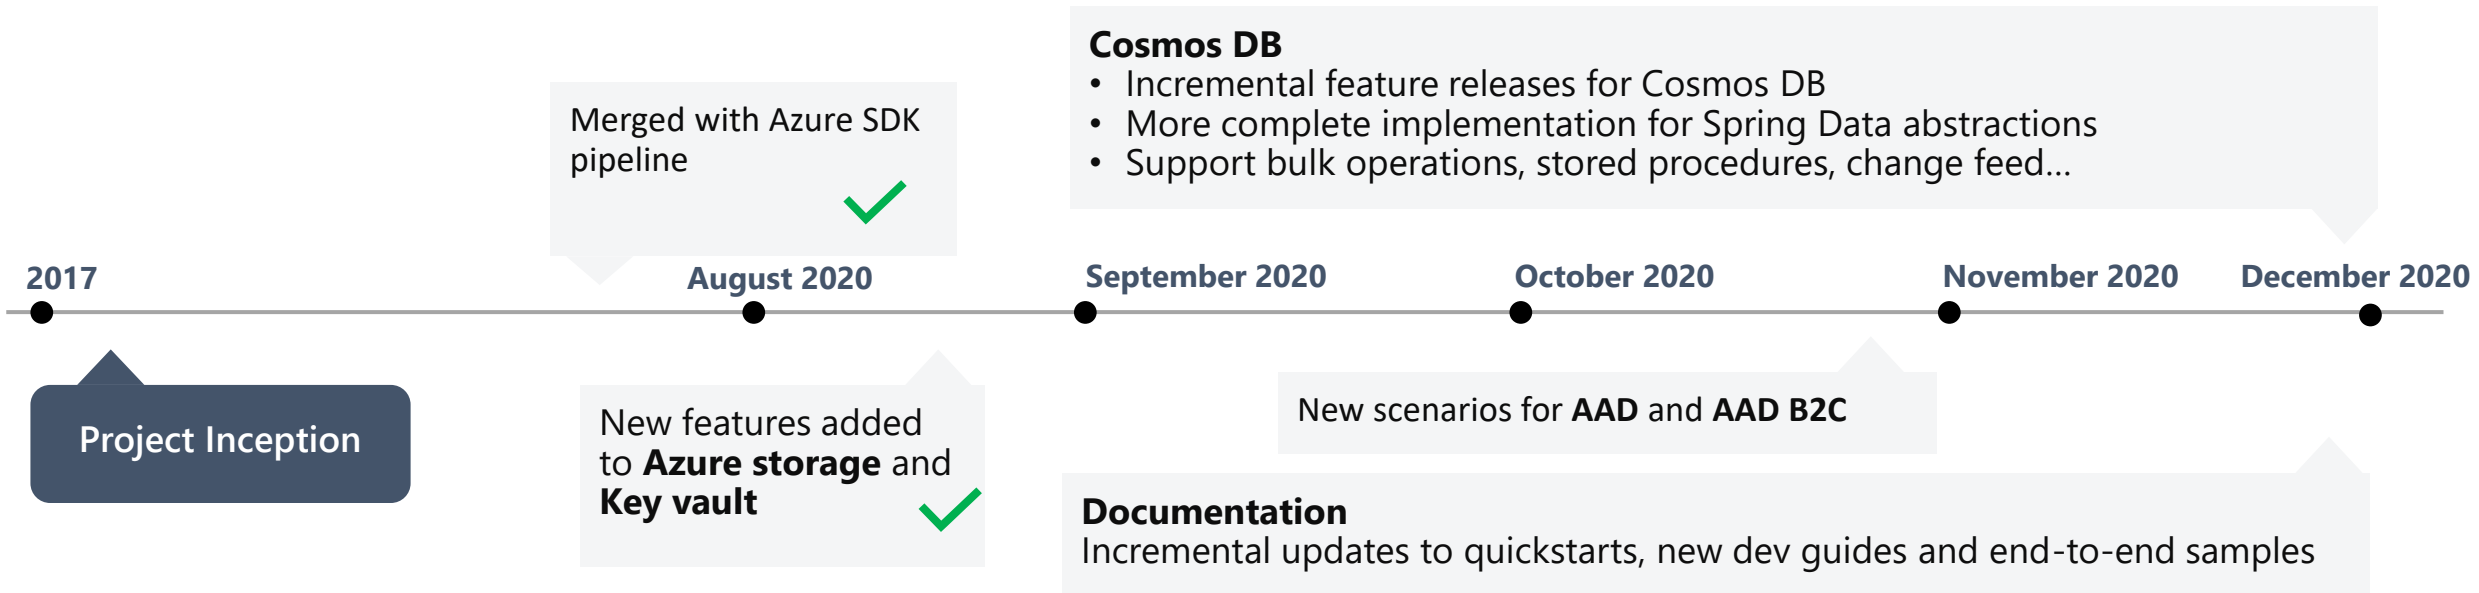 Cosmos DB
• Incremental feature releases for Cosmos DB
• More complete implementation for Spring Data abstractions
• Support bulk operations, stored procedures, change feed...
Merged with Azure SDK
pipeline
2017
August 2020
September 2020
October 2020
November 2020
December 2020
Project Inception
New features added
to Azure storage and
Key vault
New scenarios for AAD and AAD B2C
Documentation
Incremental updates to quickstarts, new dev guides and end-to-end samples